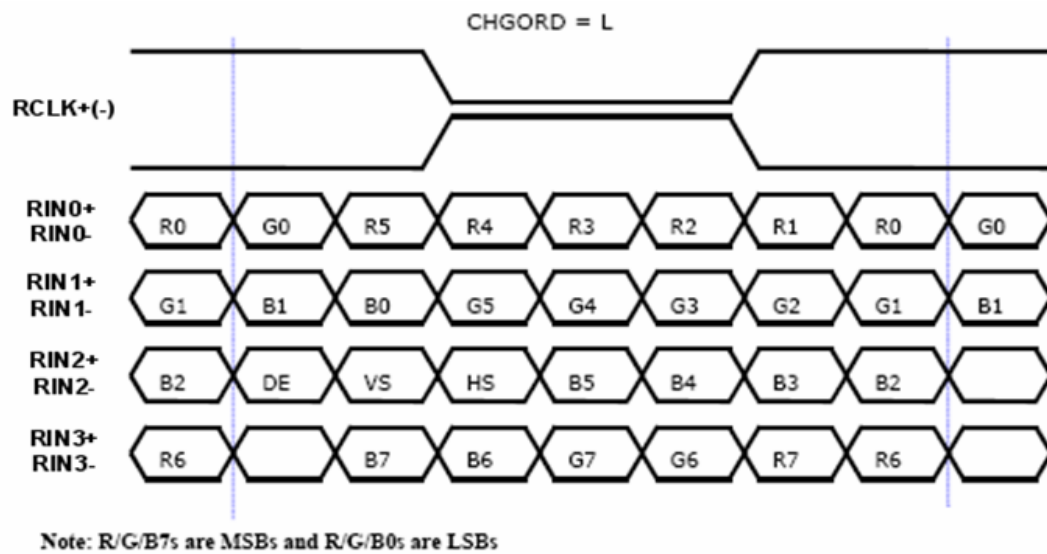 CHGORD = L
RCLK+(-)
RIN0+
RIN0-
R0 G0 R5 R4 R3 R2 R1 R0 G0
RIN1+
RIN1-
G1 B1 B0 G5 G4 G3 G2 G1 B1
RIN2+
RIN2-
B2 DE VS HS B5 B4 B3 B2
RIN3+
RIN3-
R6 B7 B6 G7 G6 R7 R6
Note: R/G/B7s are MSBs and R/G/B0s are LSBs